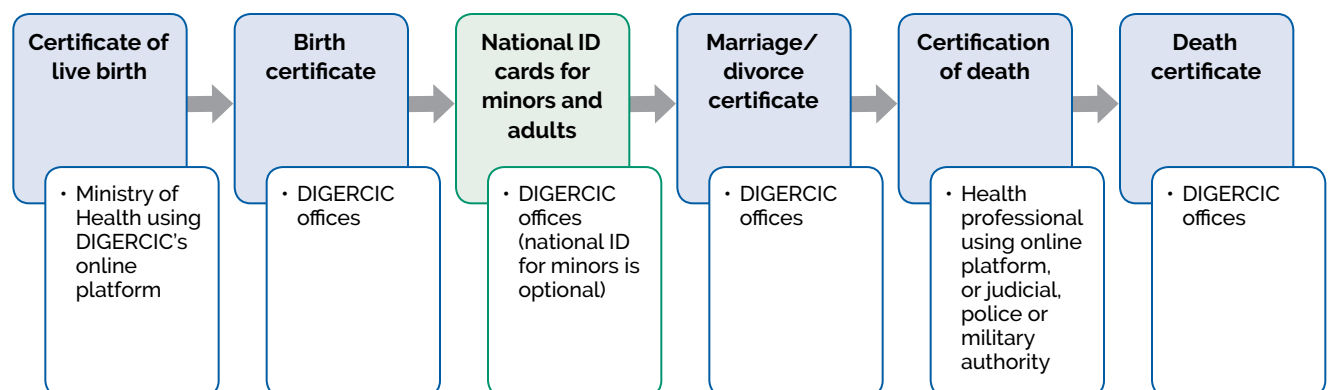 Certificate of
live birth
Birth
certificate
National ID
cards for
minors and
adults
Marriage/
divorce
certificate
Certification
of death
Death
certificate
• Ministry of
Health using
DIGERCIC’s
online
platform
• DIGERCIC
offices
• DIGERCIC
offices
(national ID
for minors is
optional)
• DIGERCIC
offices
• Health
professional
using online
platform,
or judicial,
police or
military
authority
• DIGERCIC
offices